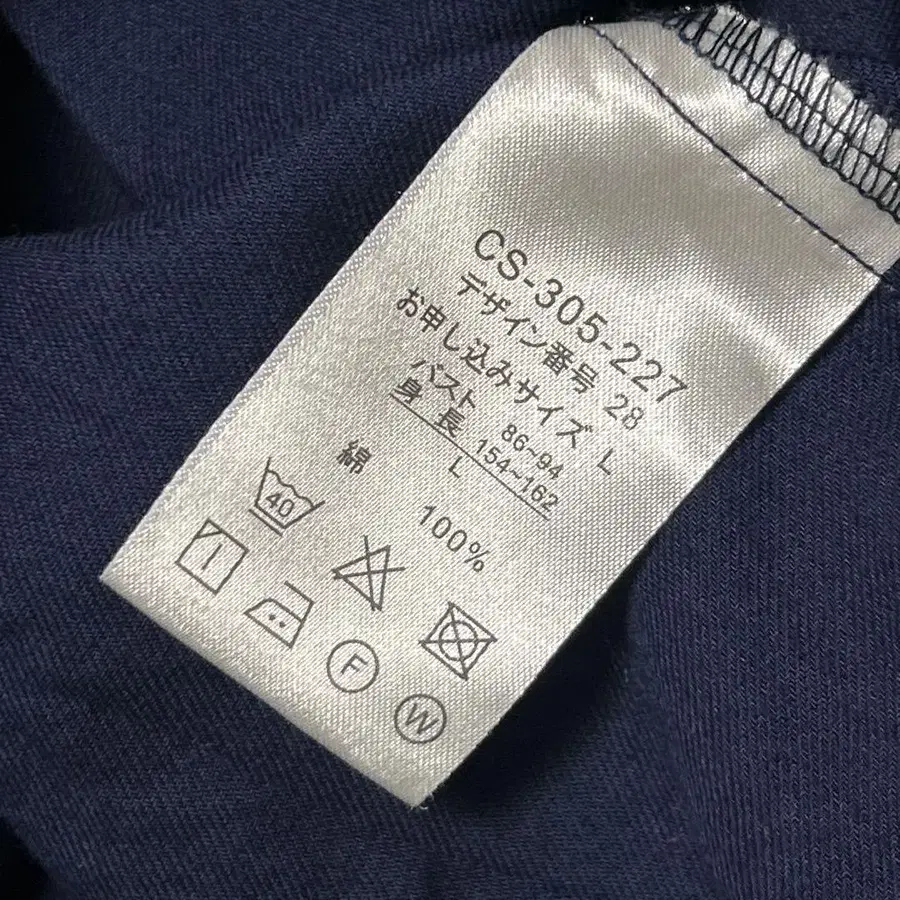 CS-305-227
デザイン番号 28
お申し込みサイズ L
バスト 86~94
身長 154~162
L
綿 100%
40
F
W